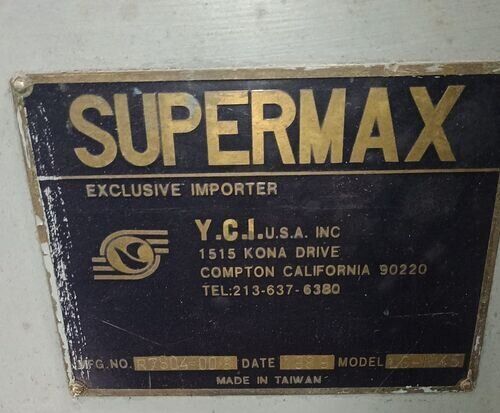 SUPERMAX
EXCLUSIVE IMPORTER
Y.C.I. U.S.A. INC
1515 KONA DRIVE
COMPTON CALIFORNIA 90220
TEL:213-637-6380
MFG.NO. DATE MODEL
MADE IN TAIWAN